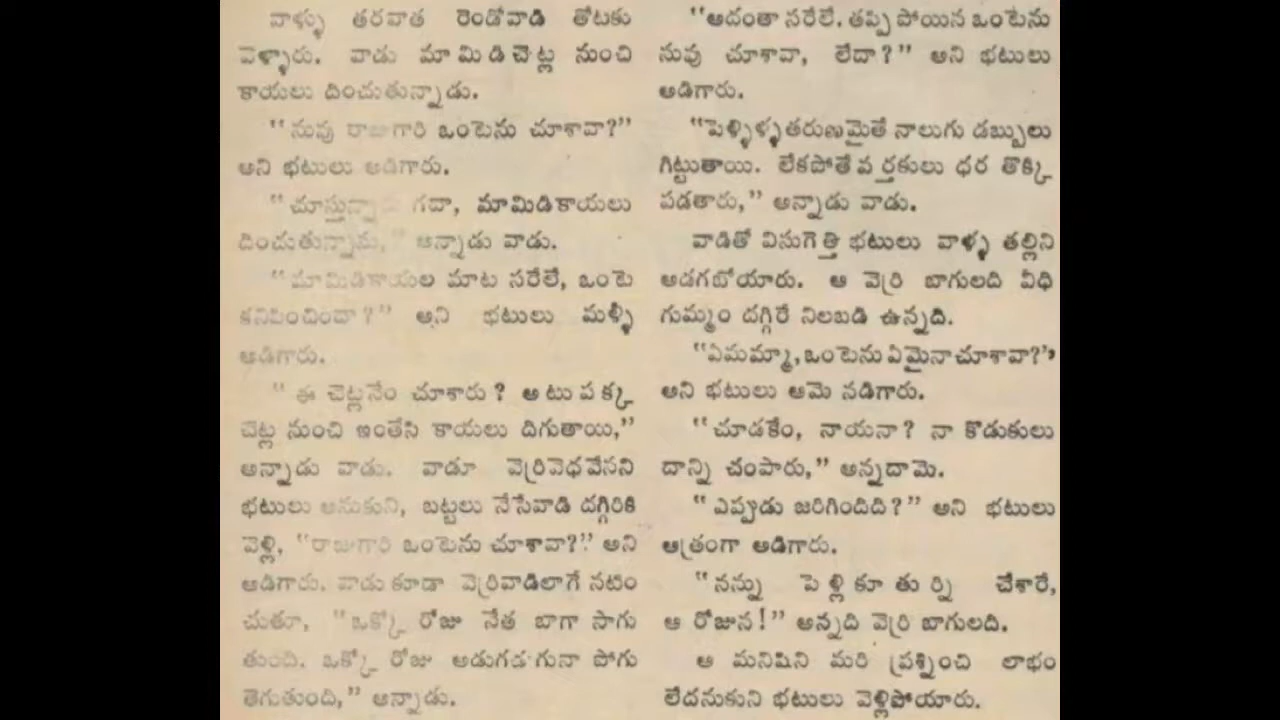 వాళ్ళు తరవాత రెండోవాడి తోటకు
వెళ్ళారు. వాడు మామిడిచెట్ల నుంచి
కాయలు దించుతున్నాడు.
“నువు రాజుగారి ఒంటెను చూశావా?”
అని భటులు అడిగారు.
“చూస్తున్నారు గదా, మామిడికాయలు
దించుతున్నాను,” అన్నాడు వాడు.
“మామిడికాయల మాట సరేలే, ఒంటె
కనిపించిందా?” అని భటులు మళ్ళీ
అడిగారు.
“ఈ చెట్లనేం చూశారు? అటుపక్క
చెట్ల నుంచి ఇంతేసి కాయలు దిగుతాయి,”
అన్నాడు వాడు. వాడూ వెర్రివెధవేనని
భటులు అనుకుని, బట్టలు నేసేవాడి దగ్గిరికి
వెళ్లి, “రాజుగారి ఒంటెను చూశావా?” అని
అడిగారు. వాడుకూడా వెర్రివాడిలాగే నటిం
చుతూ, “ఒక్కో రోజు నేత బాగా సాగు
తుంది. ఒక్కో రోజు అడుగడుగునా పోగు
తెగుతుంది,” అన్నాడు.
“అదంతా సరేలే. తప్పిపోయిన ఒంటెను
నువు చూశావా, లేదా?” అని భటులు
అడిగారు.
“పెళ్ళిళ్ళతరుణమైతే నాలుగు డబ్బులు
గిట్టుతాయి. లేకపోతే వర్తకులు ధర తొక్కి
పడతారు,” అన్నాడు వాడు.
వాడితో విసుగెత్తి భటులు వాళ్ళ తల్లిని
అడగబోయారు. ఆ వెర్రి బాగులది వీధి
గుమ్మం దగ్గిరే నిలబడి ఉన్నది.
“ఏమమ్మా, ఒంటెను ఏమైనా చూశావా?”
అని భటులు ఆమె నడిగారు.
“చూడకేం, నాయనా? నా కొడుకులు
దాన్ని చంపారు,” అన్నదామె.
“ఎప్పుడు జరిగిందిది?” అని భటులు
ఆత్రంగా అడిగారు.
“నన్ను పెళ్లికూతుర్ని చేశారే,
ఆ రోజున!” అన్నది వెర్రి బాగులది.
ఆ మనిషిని మరి ప్రశ్నించి లాభం
లేదనుకుని భటులు వెళ్లిపోయారు.